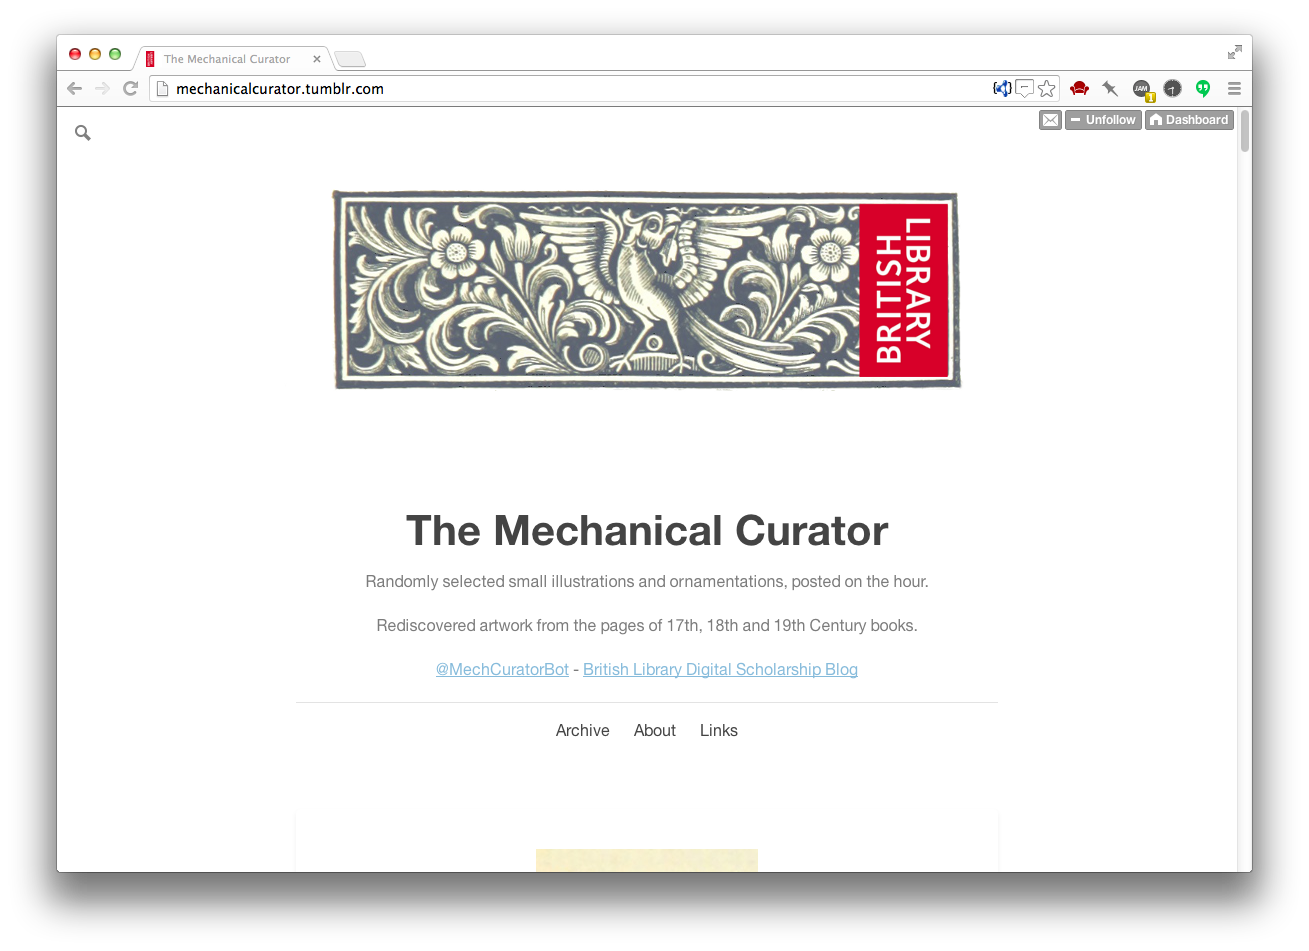 The Mechanical Curator
mechanicalcurator.tumblr.com
JAM
1
Unfollow
Dashboard
LIBRARY
BRITISH
The Mechanical Curator
Randomly selected small illustrations and ornamentations, posted on the hour.
Rediscovered artwork from the pages of 17th, 18th and 19th Century books.
@MechCuratorBot - British Library Digital Scholarship Blog
Archive About Links